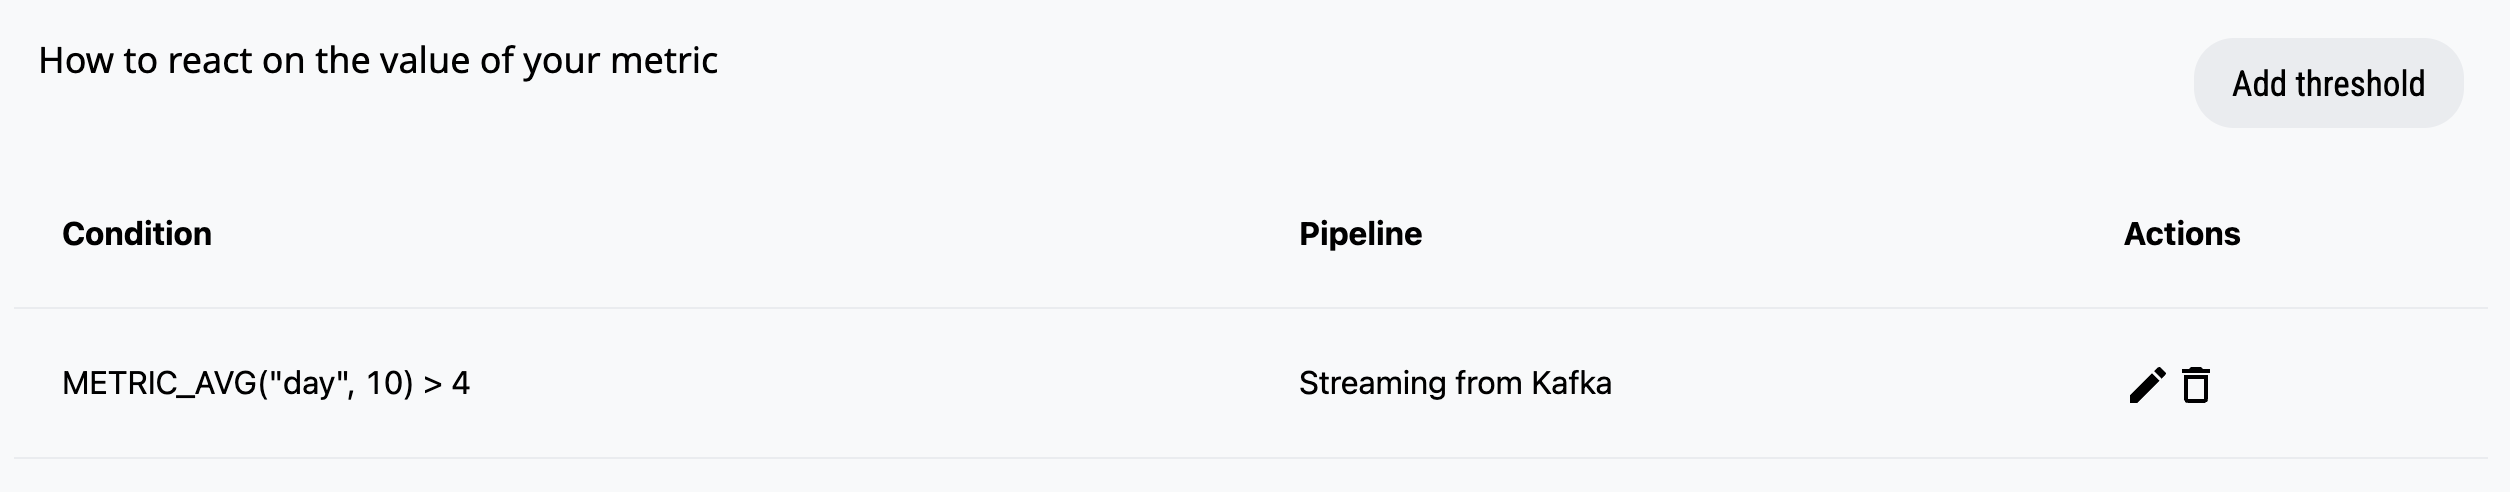 How to react on the value of your metric
Add threshold
Condition Pipeline Actions
METRIC_AVG("day", 10) > 4 Streaming from Kafka